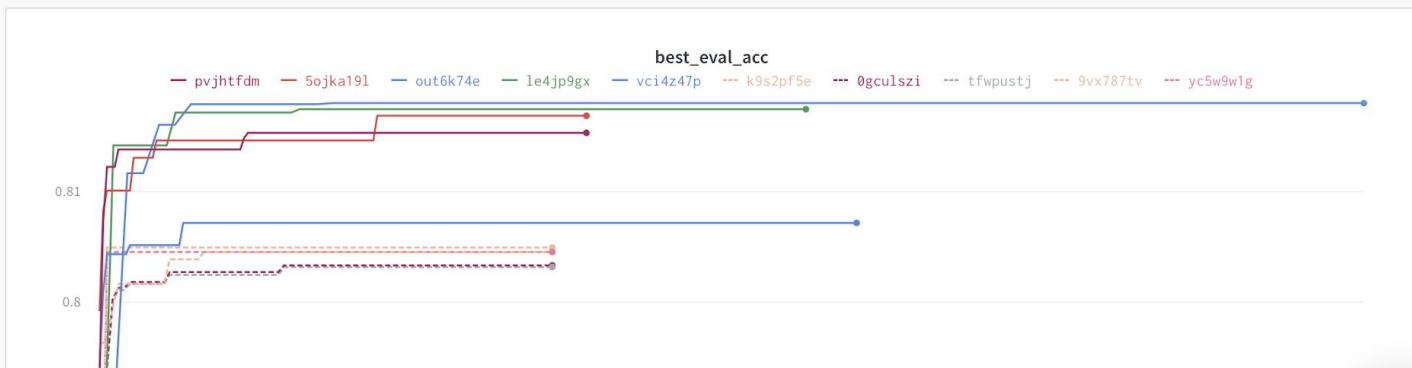 best_eval_acc
pvjhtfdm 5ojka19l out6k74e le4jp9gx vci4z47p k9s2pf5e 0gculszi tfwpustj 9vx787tv yc5w9w1g
0.81
0.8